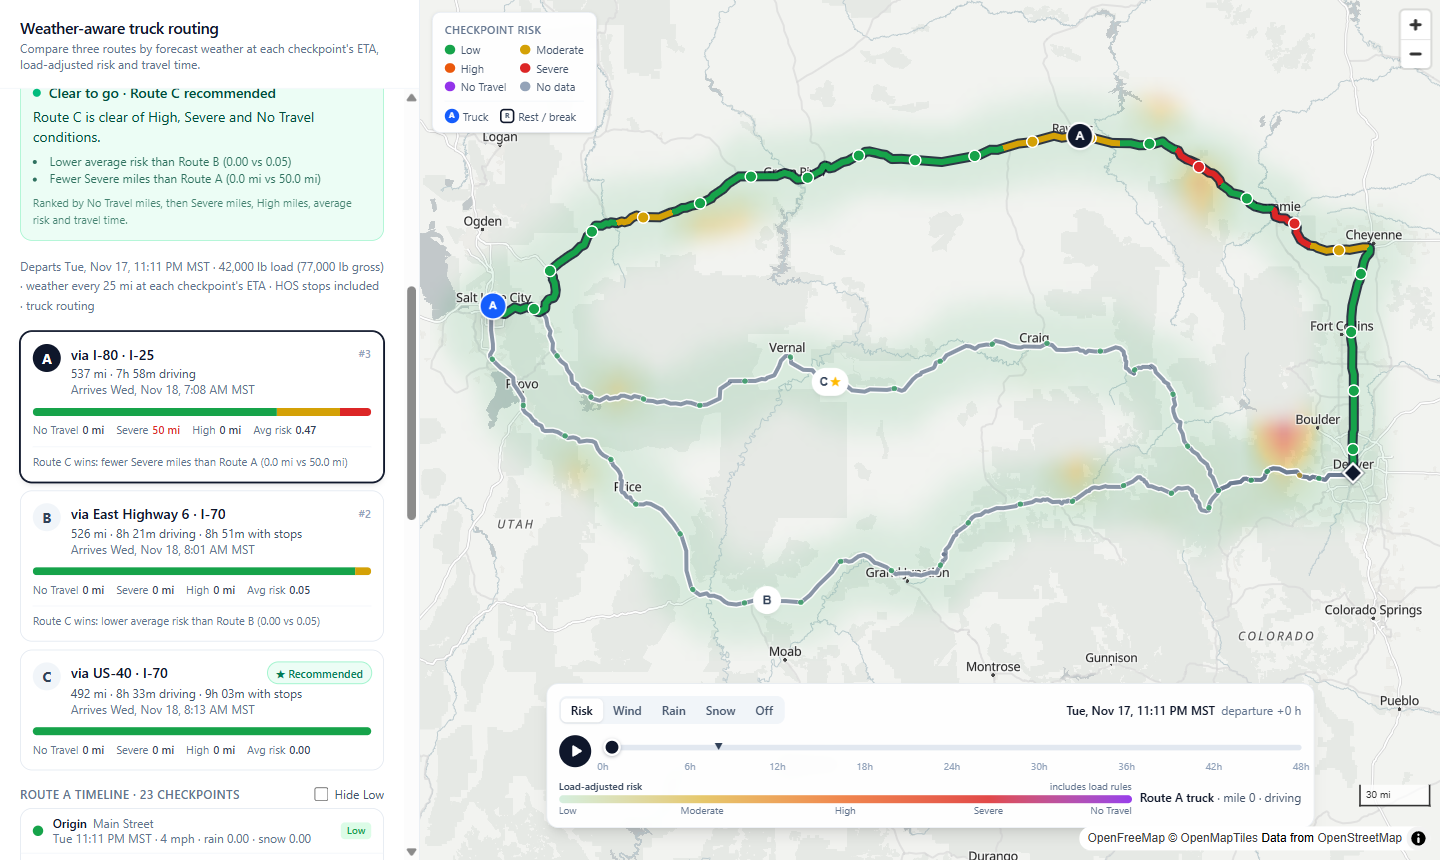 Weather-aware truck routing
Compare three routes by forecast weather at each checkpoint's ETA,
load-adjusted risk and travel time.
Clear to go · Route C recommended
Route C is clear of High, Severe and No Travel
conditions.
• Lower average risk than Route B (0.00 vs 0.05)
• Fewer Severe miles than Route A (0.0 mi vs 50.0 mi)
Ranked by No Travel miles, then Severe miles, High miles, average
risk and travel time.
Departs Tue, Nov 17, 11:11 PM MST · 42,000 lb load (77,000 lb gross)
· weather every 25 mi at each checkpoint's ETA · HOS stops included
· truck routing
A via I-80 · I-25 #3
537 mi · 7h 58m driving
Arrives Wed, Nov 18, 7:08 AM MST
No Travel 0 mi Severe 50 mi High 0 mi Avg risk 0.47
Route C wins: fewer Severe miles than Route A (0.0 mi vs 50.0 mi)
B via East Highway 6 · I-70 #2
526 mi · 8h 21m driving · 8h 51m with stops
Arrives Wed, Nov 18, 8:01 AM MST
No Travel 0 mi Severe 0 mi High 0 mi Avg risk 0.05
Route C wins: lower average risk than Route B (0.00 vs 0.05)
C via US-40 · I-70 ★ Recommended
492 mi · 8h 33m driving · 9h 03m with stops
Arrives Wed, Nov 18, 8:13 AM MST
No Travel 0 mi Severe 0 mi High 0 mi Avg risk 0.00
ROUTE A TIMELINE · 23 CHECKPOINTS Hide Low
Origin Main Street Low
Tue 11:11 PM MST · 4 mph · rain 0.00 · snow 0.00
CHECKPOINT RISK
Low Moderate
High Severe
No Travel No data
A Truck R Rest / break
Logan
A
Ogden
Cheyenne
Salt Lake City
A
Fort Collins
Vernal
Craig
C★
Provo
Boulder
Denver
Price
UTAH
Grand Junction
B
Colorado Springs
COLORADO
Moab
Montrose
Gunnison
Pueblo
Durango
Risk Wind Rain Snow Off
Tue, Nov 17, 11:11 PM MST departure +0 h
0h 6h 12h 18h 24h 30h 36h 42h 48h
Load-adjusted risk includes load rules
Low Moderate High Severe No Travel
Route A truck · mile 0 · driving
+
−
30 mi
OpenFreeMap © OpenMapTiles Data from OpenStreetMap